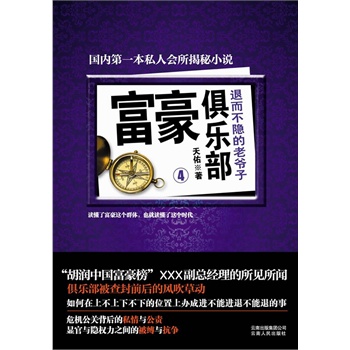 国内第一本私人会所揭秘小说
富豪俱乐部
退而不隐的老爷子
天佑※著
4
读懂了富豪这个群体,也就读懂了这个时代
“胡润中国富豪榜”XXX副总经理的所见所闻
俱乐部被查封前后的风吹草动
如何在上不上下不下的位置上办成进不能进退不能退的事
危机公关背后的私情与公责
显官与隐权力之间的被缚与抗争
云南出版集团公司
云南人民出版社